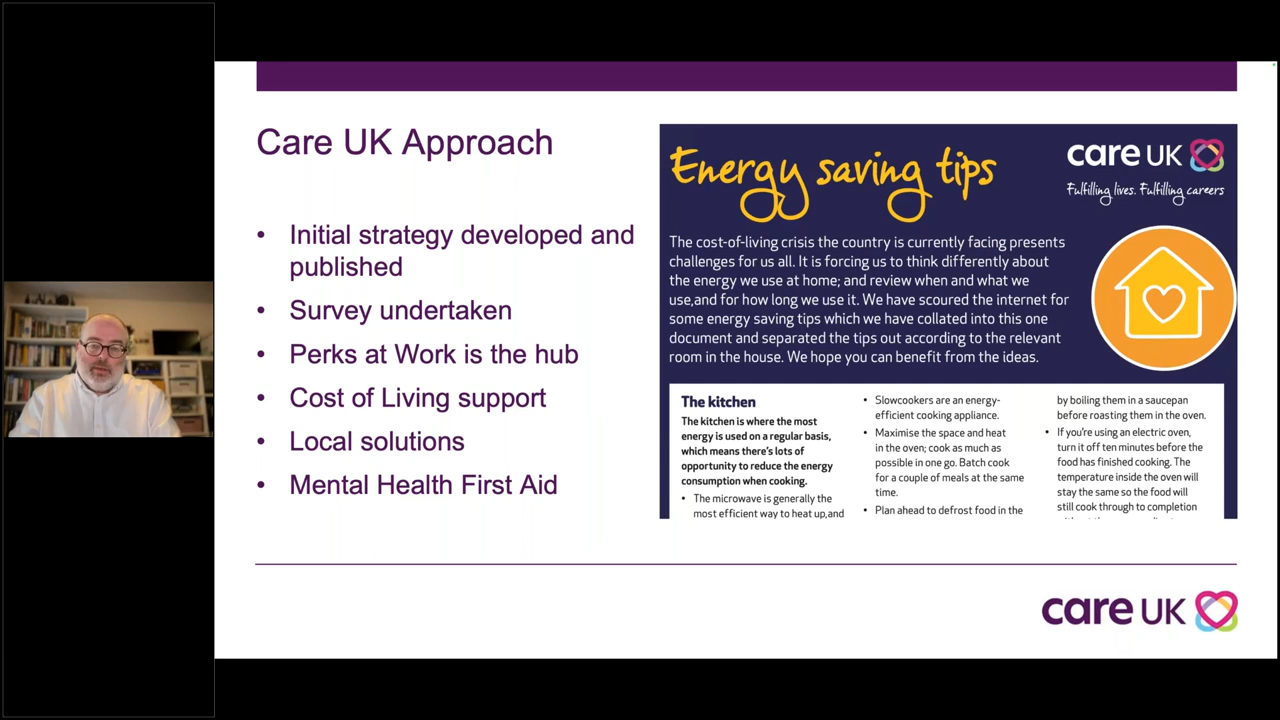 Care UK Approach
• Initial strategy developed and
published
• Survey undertaken
• Perks at Work is the hub
• Cost of Living support
• Local solutions
• Mental Health First Aid
Energy saving tips
care UK
Fulfilling lives. Fulfilling careers
The cost-of-living crisis the country is currently facing presents
challenges for us all. It is forcing us to think differently about
the energy we use at home; and review when and what we
use,and for how long we use it. We have scoured the internet for
some energy saving tips which we have collated into this one
document and separated the tips out according to the relevant
room in the house. We hope you can benefit from the ideas.
The kitchen
The kitchen is where the most
energy is used on a regular basis,
which means there's lots of
opportunity to reduce the energy
consumption when cooking.
• The microwave is generally the
most efficient way to heat up,and
• Slowcookers are an energy-
efficient cooking appliance.
• Maximise the space and heat
in the oven; cook as much as
possible in one go. Batch cook
for a couple of meals at the same
time.
• Plan ahead to defrost food in the
by boiling them in a saucepan
before roasting them in the oven.
• If you're using an electric oven,
turn it off ten minutes before the
food has finished cooking. The
temperature inside the oven will
stay the same so the food will
still cook through to completion
care UK